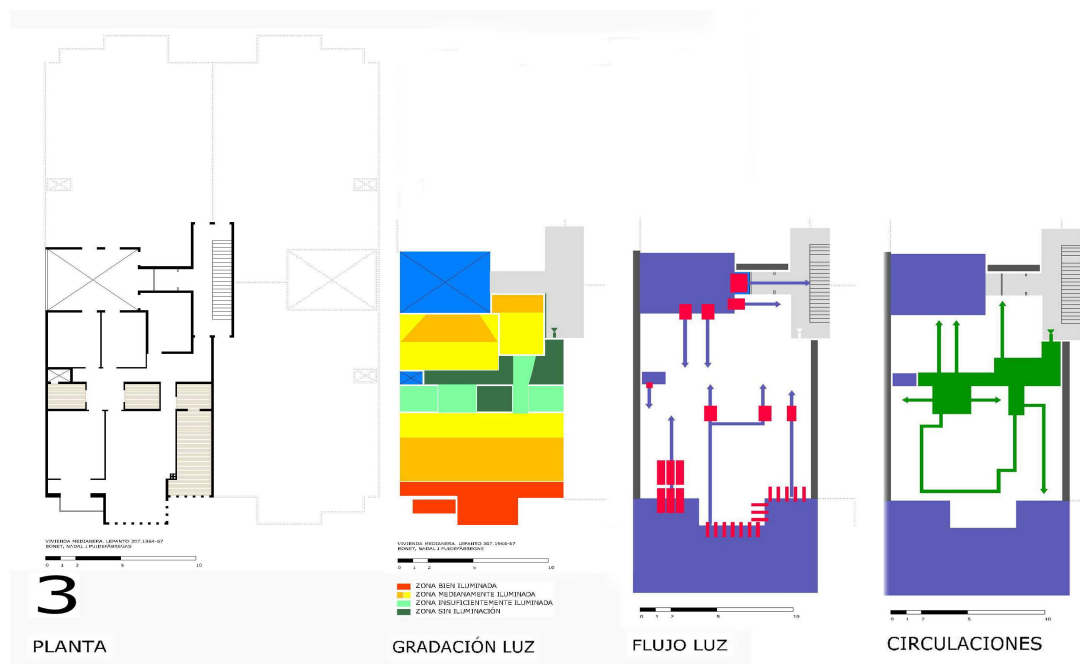 VIVIENDA MEDIANERA. LEPANTO 307.1964-67
BONET, NADAL I PUIGDEFÀBREGAS
0 1 2 5 10
3
PLANTA
VIVIENDA MEDIANERA. LEPANTO 307.1964-67
BONET, NADAL I PUIGDEFÀBREGAS
0 1 2 5 10
ZONA BIEN ILUMINADA
ZONA MEDIANAMENTE ILUMINADA
ZONA INSUFICIENTEMENTE ILUMINADA
ZONA SIN ILUMINACIÓN
GRADACIÓN LUZ
0 1 2 5 10
FLUJO LUZ
0 1 2 5 10
CIRCULACIONES